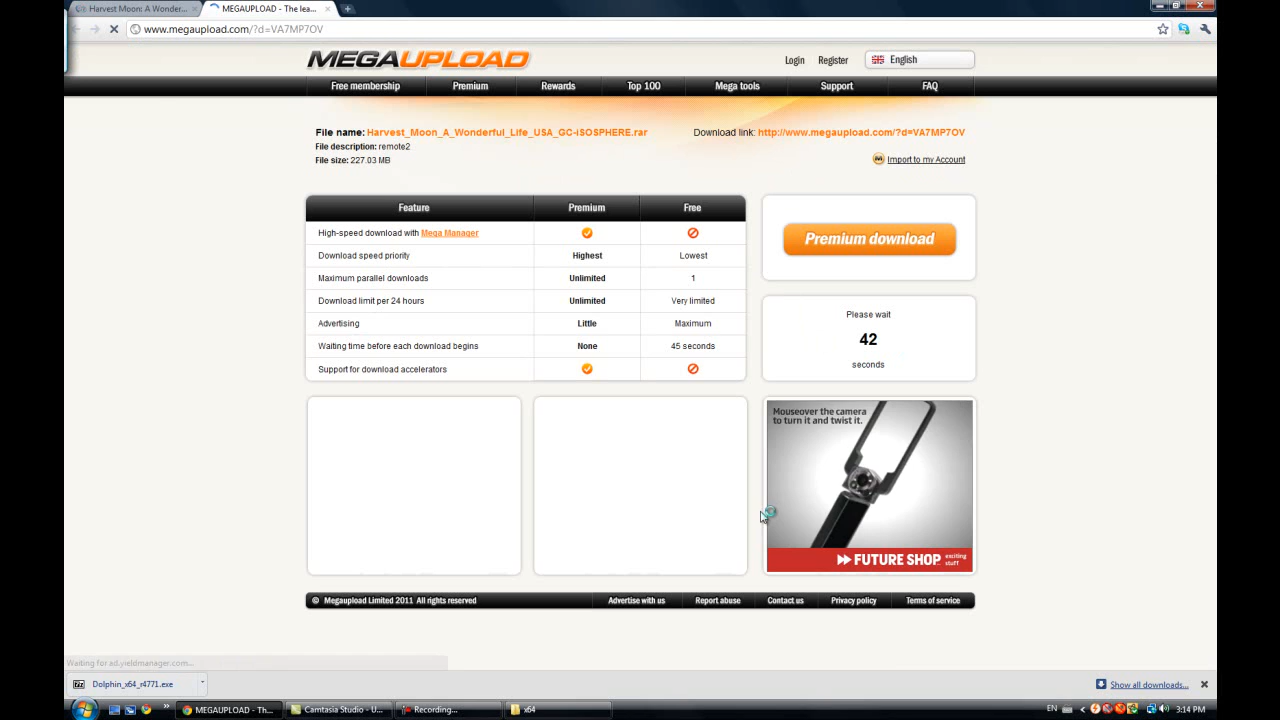 Harvest Moon: A Wonder...
MEGAUPLOAD - The lea...
www.megaupload.com/?d=VA7MP7OV
MEGAUPLOAD
Login
Register
English
Free membership
Premium
Rewards
Top 100
Mega tools
Support
FAQ
File name: Harvest_Moon_A_Wonderful_Life_USA_GC-iSOSPHERE.rar
Download link: http://www.megaupload.com/?d=VA7MP7OV
File description: remote2
File size: 227.03 MB
Import to my Account
Feature Premium Free
High-speed download with Mega Manager
Download speed priority Highest Lowest
Maximum parallel downloads Unlimited 1
Download limit per 24 hours Unlimited Very limited
Advertising Little Maximum
Waiting time before each download begins None 45 seconds
Support for download accelerators
Premium download
Please wait
42
seconds
Mouseover the camera
to turn it and twist it.
FUTURE SHOP
exciting
stuff
© Megaupload Limited 2011 All rights reserved
Advertise with us
Report abuse
Contact us
Privacy policy
Terms of service
Waiting for ad.yieldmanager.com...
Dolphin_x64_r4771.exe
Show all downloads...
MEGAUPLOAD - Th...
Camtasia Studio - U...
Recording...
x64
EN
3:14 PM